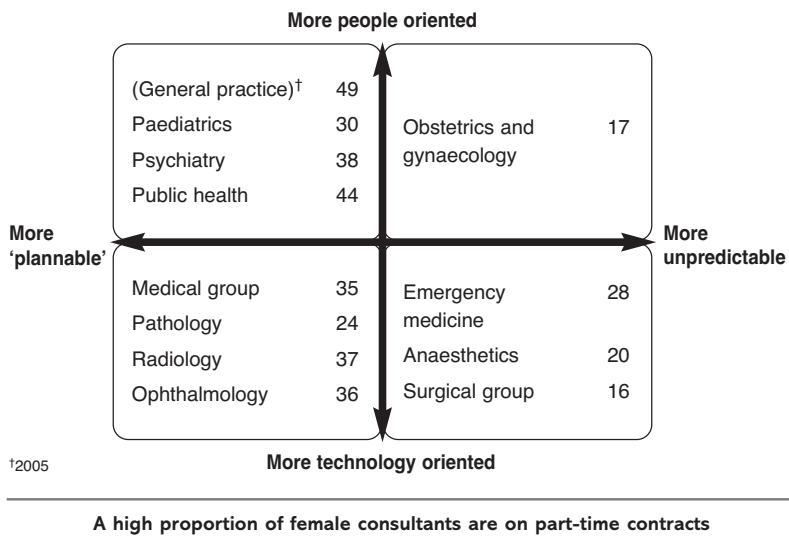 More people oriented
(General practice)† 49
Paediatrics 30
Psychiatry 38
Public health 44
Obstetrics and 17
gynaecology
More
'plannable'
More
unpredictable
Medical group 35
Pathology 24
Radiology 37
Ophthalmology 36
Emergency 28
medicine
Anaesthetics 20
Surgical group 16
†2005
More technology oriented
A high proportion of female consultants are on part-time contracts